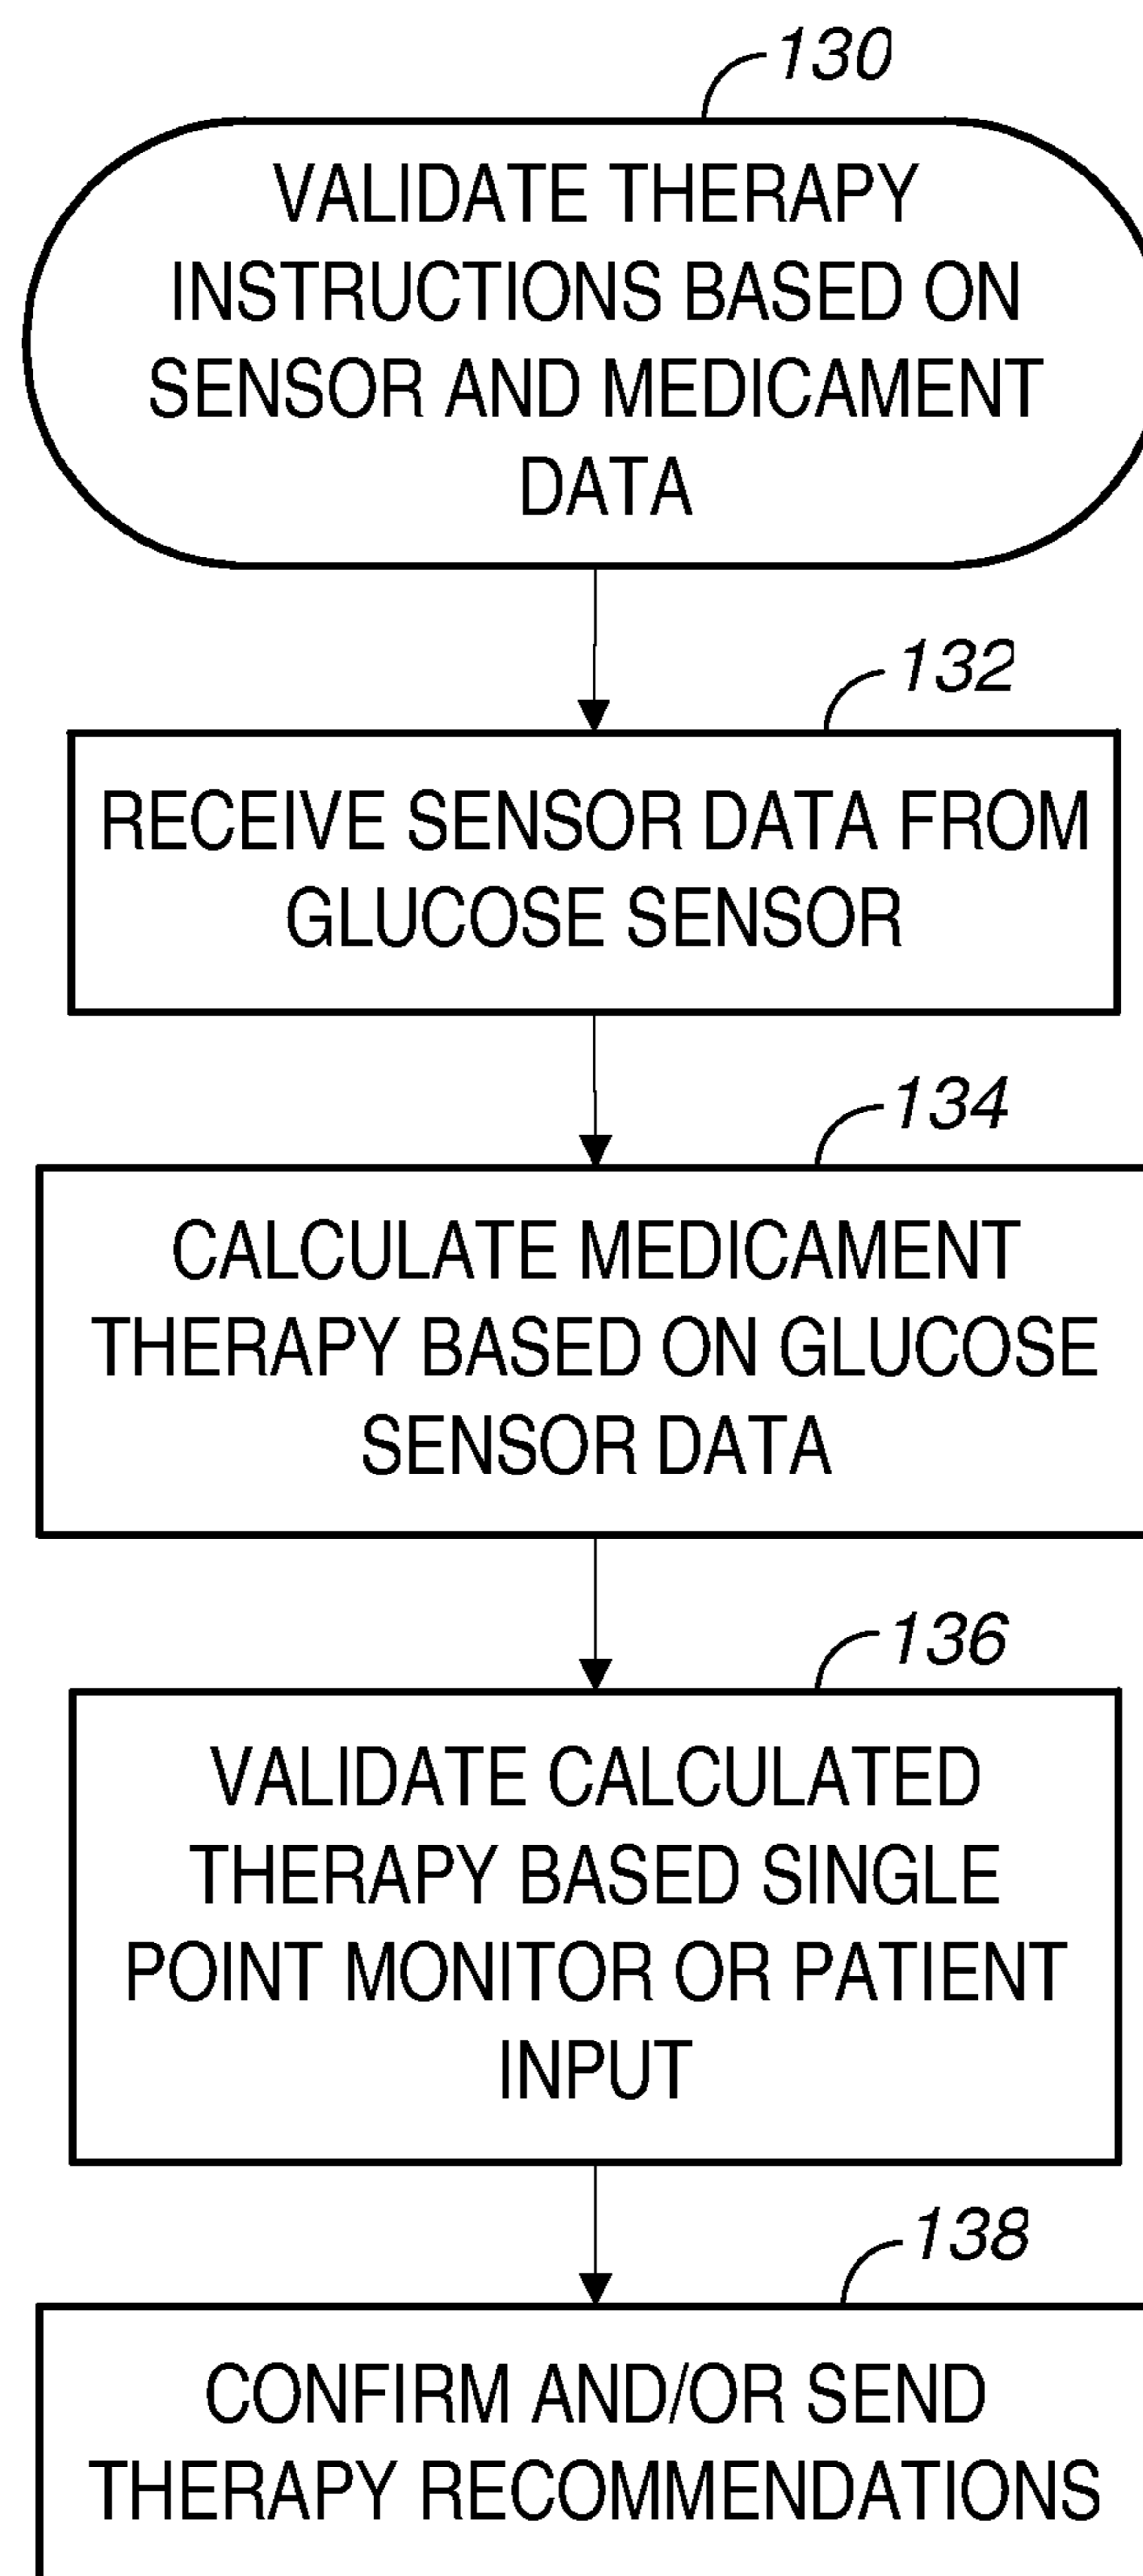 130
VALIDATE THERAPY
INSTRUCTIONS BASED ON
SENSOR AND MEDICAMENT
DATA
132
RECEIVE SENSOR DATA FROM
GLUCOSE SENSOR
134
CALCULATE MEDICAMENT
THERAPY BASED ON GLUCOSE
SENSOR DATA
136
VALIDATE CALCULATED
THERAPY BASED SINGLE
POINT MONITOR OR PATIENT
INPUT
138
CONFIRM AND/OR SEND
THERAPY RECOMMENDATIONS